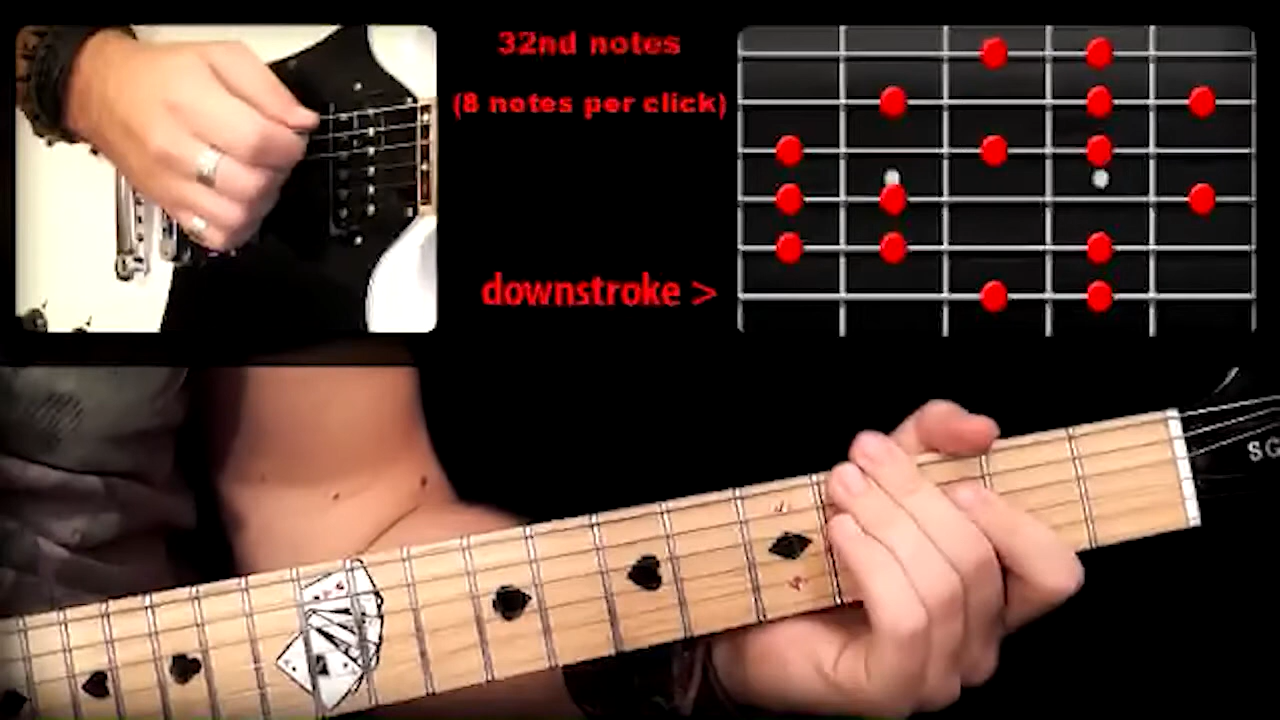 32nd notes
(8 notes per click)
downstroke >
SG